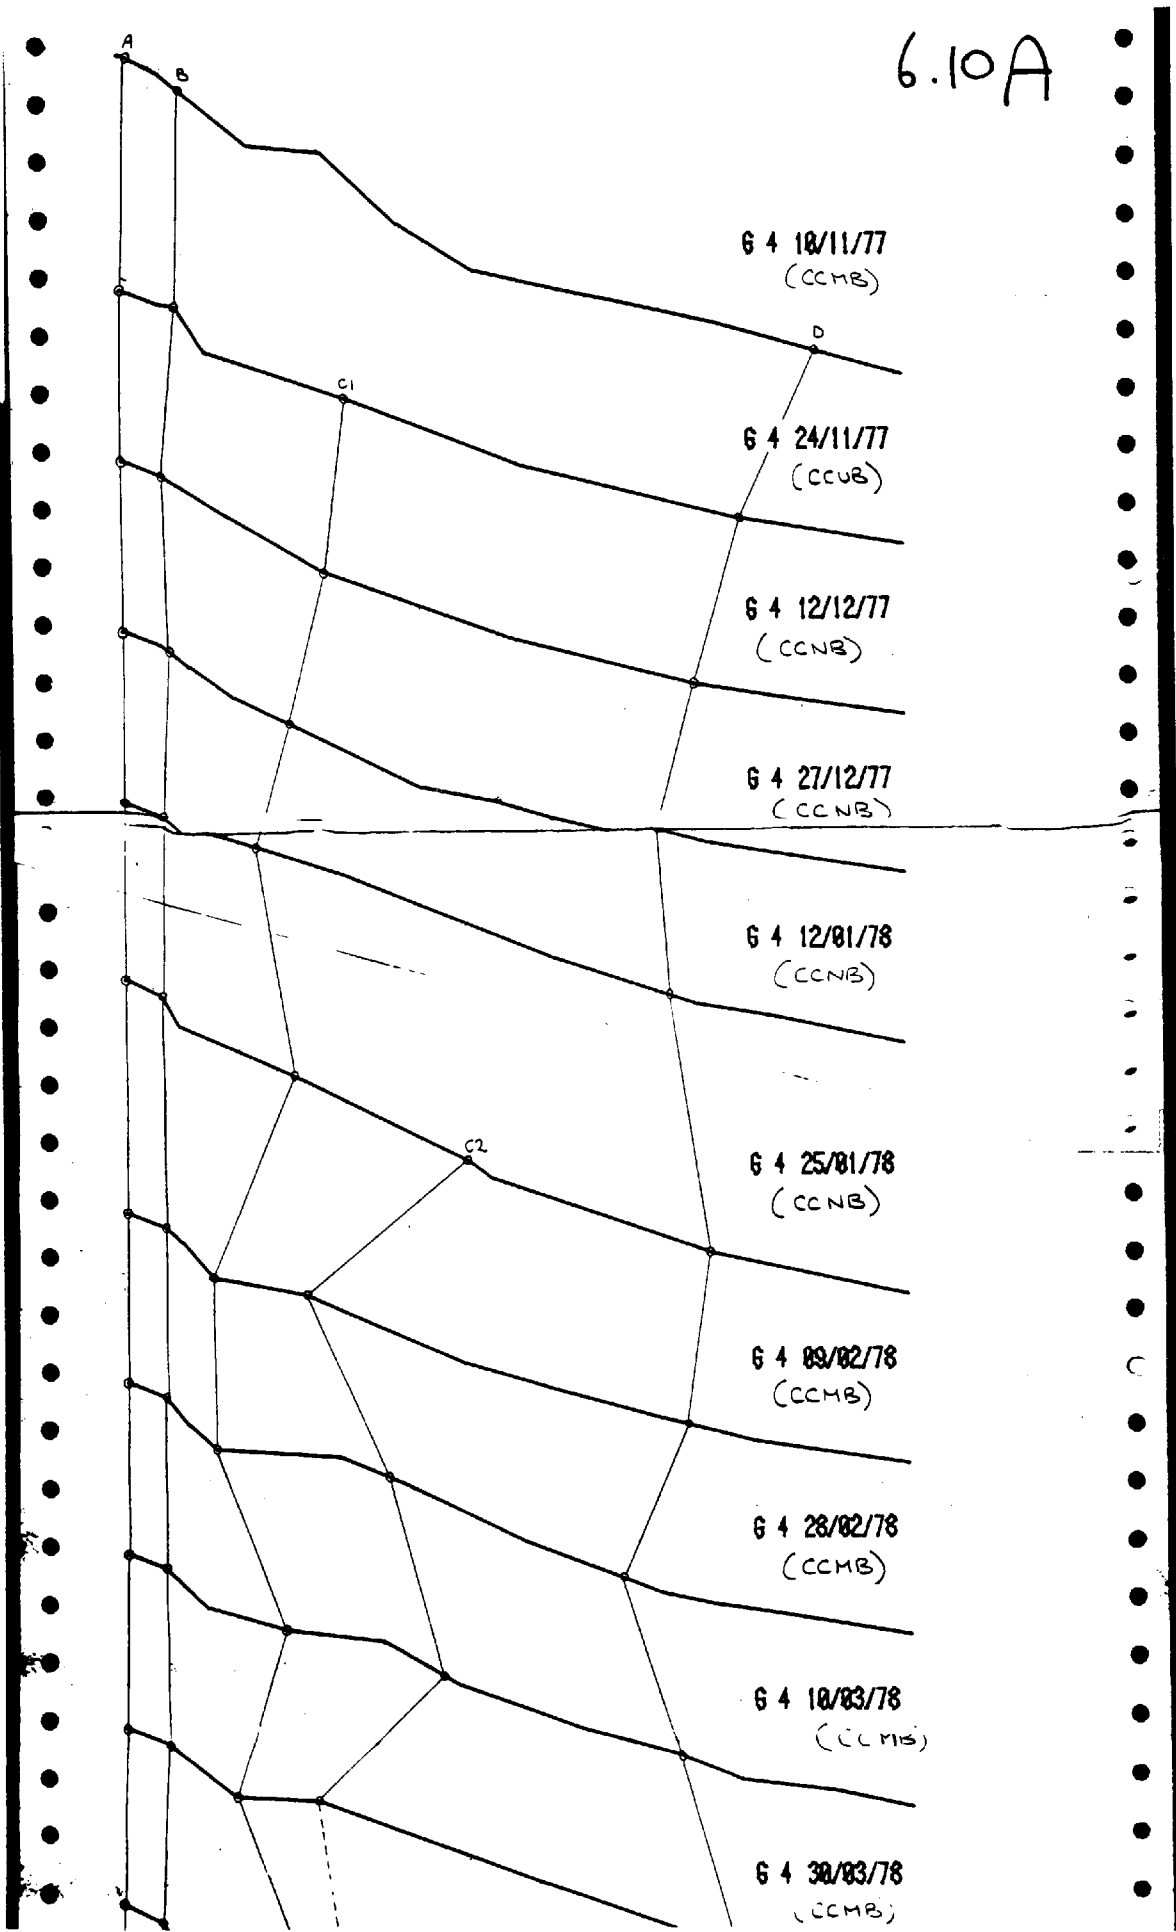 6.10A
A
B
G 4 10/11/77
(CCMB)
D
C1
G 4 24/11/77
(CCUB)
G 4 12/12/77
(CCNB)
G 4 27/12/77
(CCNB)
G 4 12/01/78
(CCNB)
C2
G 4 25/01/78
(CCNB)
G 4 09/02/78
(CCMB)
G 4 28/02/78
(CCMB)
G 4 10/03/78
(CCMB)
G 4 30/03/78
(CCMB)